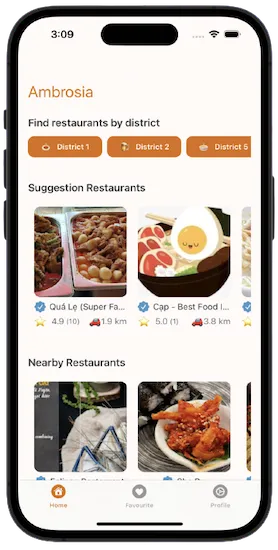 3:09
Ambrosia
Find restaurants by district
District 1
District 2
District 5
Suggestion Restaurants
Quá Lẹ (Super Fa...
Cạp - Best Food I...
4.9 (10)
1.9 km
5.0 (1)
3.8 km
Nearby Restaurants
Home
Favourite
Profile